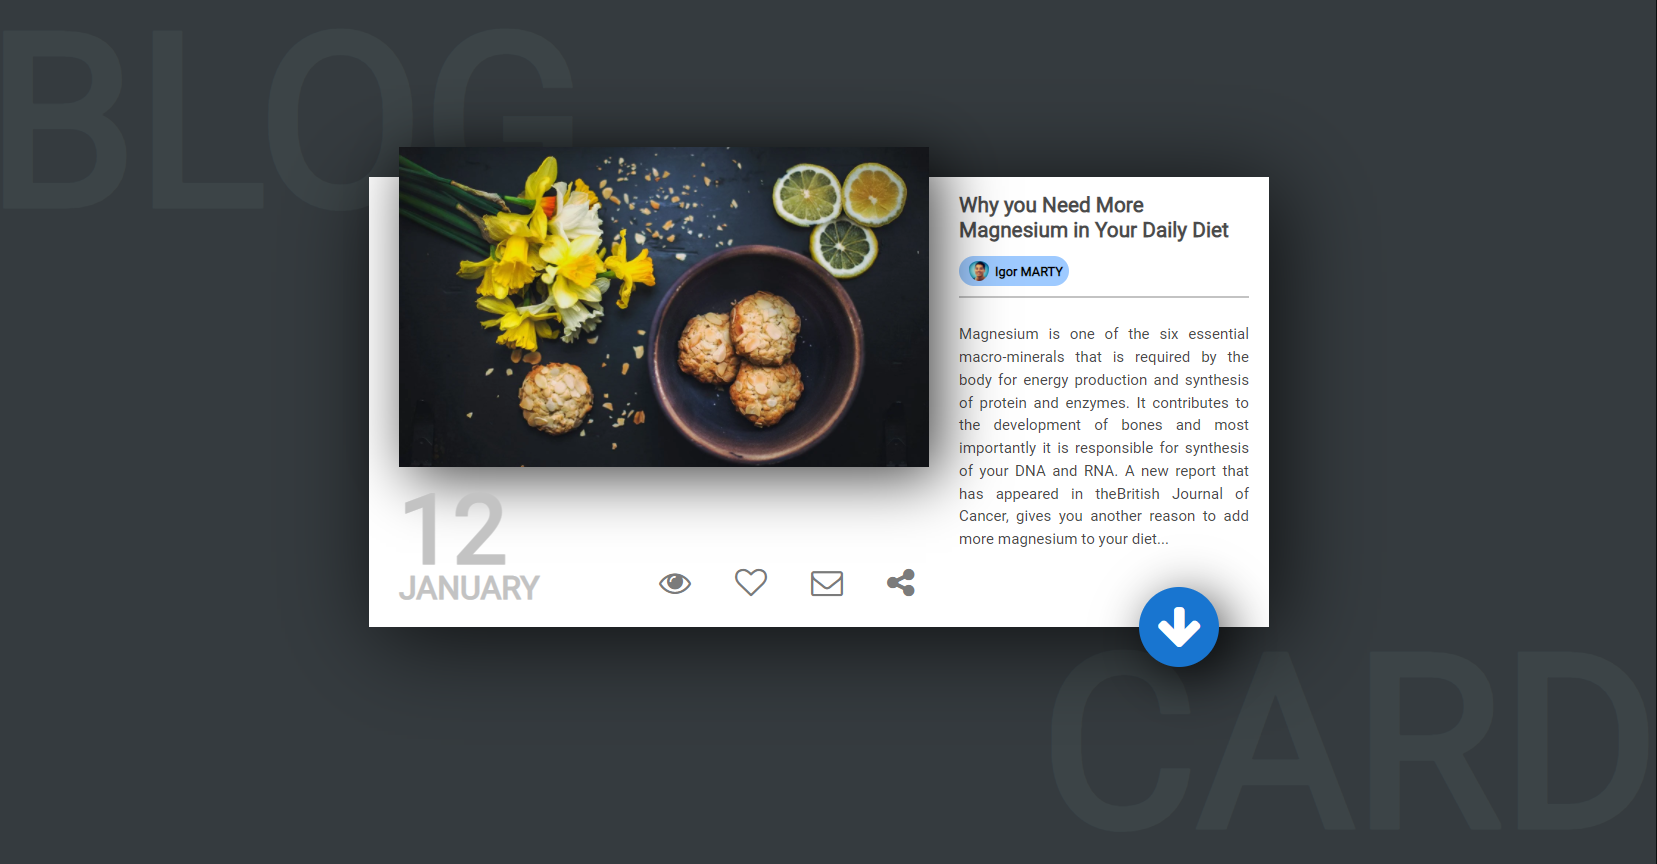 BLOG
Why you Need More
Magnesium in Your Daily Diet
Igor MARTY
Magnesium is one of the six essential
macro-minerals that is required by the
body for energy production and synthesis
of protein and enzymes. It contributes to
the development of bones and most
importantly it is responsible for synthesis
of your DNA and RNA. A new report that
has appeared in theBritish Journal of
Cancer, gives you another reason to add
more magnesium to your diet...
12
JANUARY
CARD